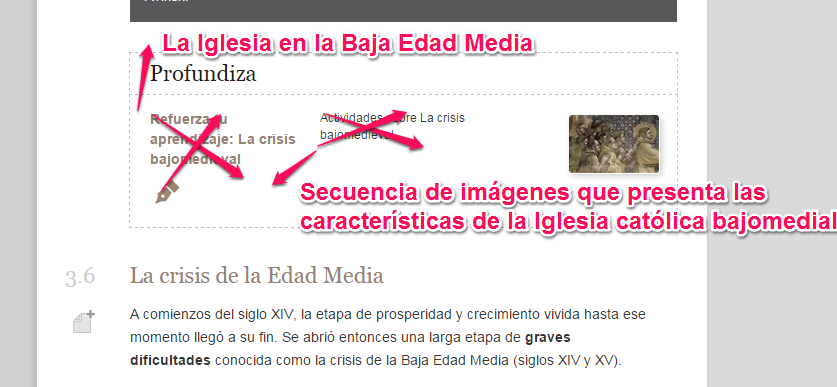 La Iglesia en la Baja Edad Media
Profundiza
Refuerza tu
aprendizaje: La crisis
bajomedieval
Actividades sobre La crisis
bajomedieval
Secuencia de imágenes que presenta las
características de la Iglesia católica bajomedial
3.6 La crisis de la Edad Media
A comienzos del siglo XIV, la etapa de prosperidad y crecimiento vivida hasta ese
momento llegó a su fin. Se abrió entonces una larga etapa de graves
dificultades conocida como la crisis de la Baja Edad Media (siglos XIV y XV).